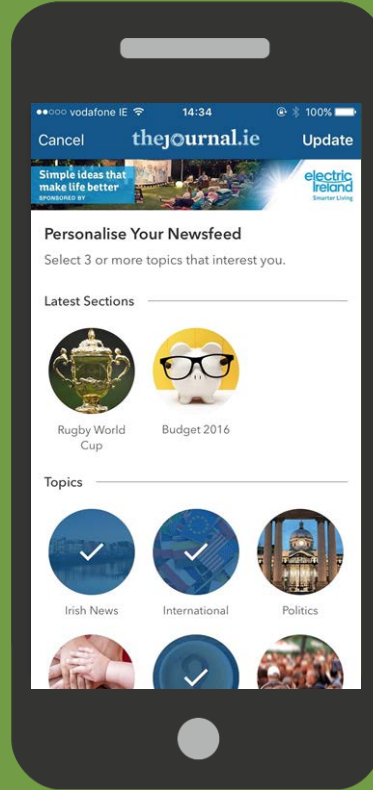 vodafone IE 14:34 100%
Cancel thejournal.ie Update
Simple ideas that
make life better
SPONSORED BY
electric
Ireland
Smarter Living
Personalise Your Newsfeed
Select 3 or more topics that interest you.
Latest Sections
Rugby World
Cup
Budget 2016
Topics
Irish News International Politics